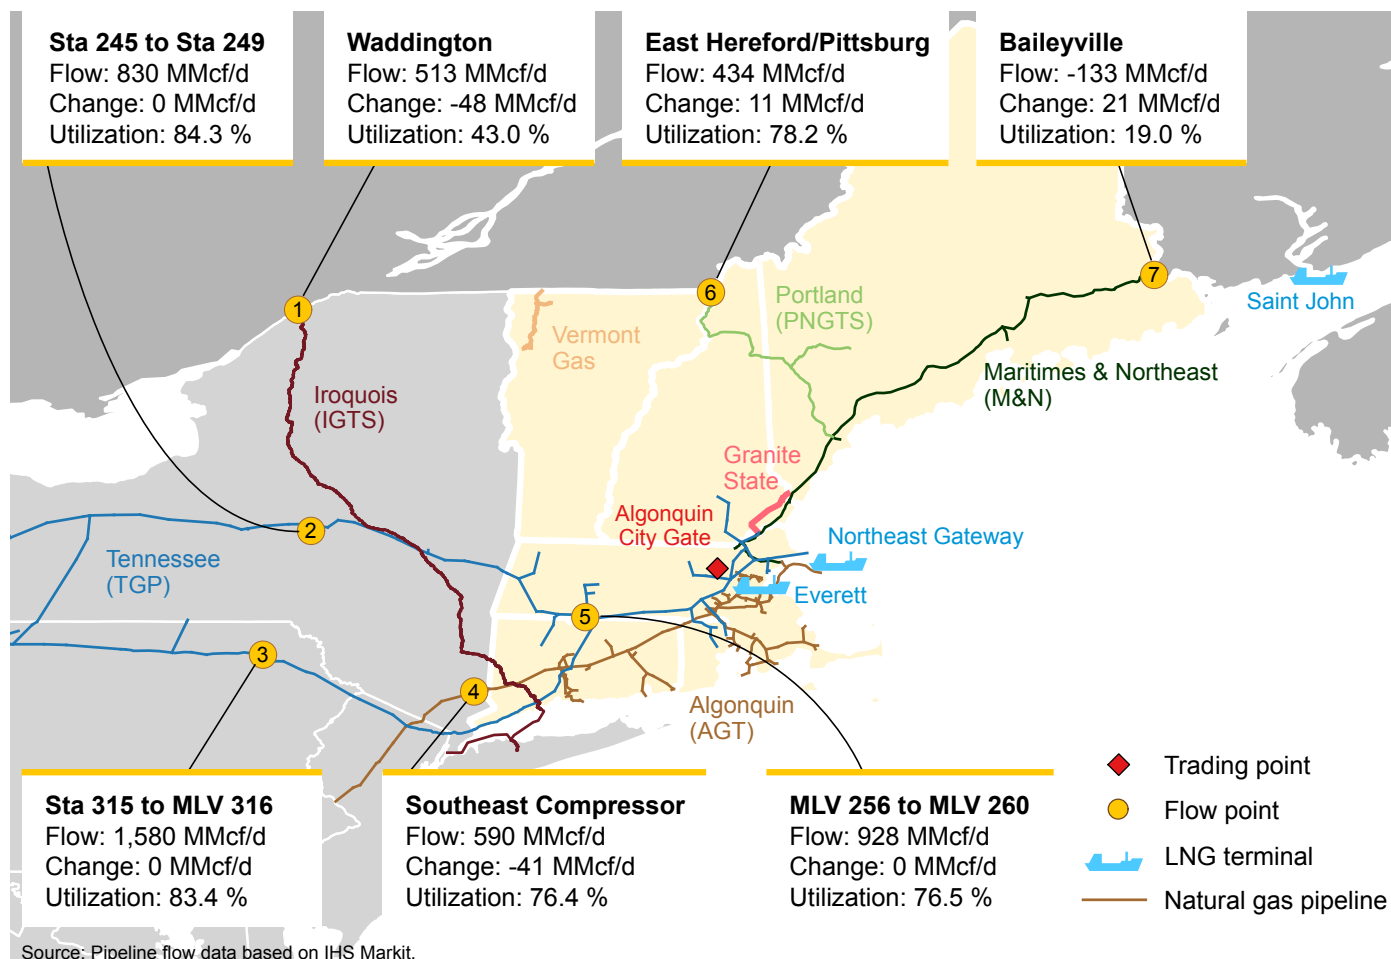 Sta 245 to Sta 249
Flow: 830 MMcf/d
Change: 0 MMcf/d
Utilization: 84.3 %
Waddington
Flow: 513 MMcf/d
Change: -48 MMcf/d
Utilization: 43.0 %
East Hereford/Pittsburg
Flow: 434 MMcf/d
Change: 11 MMcf/d
Utilization: 78.2 %
Baileyville
Flow: -133 MMcf/d
Change: 21 MMcf/d
Utilization: 19.0 %
1
6
7
Portland
(PNGTS)
Saint John
Vermont
Gas
Maritimes & Northeast
(M&N)
Iroquois
(IGTS)
Granite
State
Algonquin
City Gate
2
Northeast Gateway
Tennessee
(TGP)
Everett
5
3
4
Algonquin
(AGT)
Sta 315 to MLV 316
Flow: 1,580 MMcf/d
Change: 0 MMcf/d
Utilization: 83.4 %
Southeast Compressor
Flow: 590 MMcf/d
Change: -41 MMcf/d
Utilization: 76.4 %
MLV 256 to MLV 260
Flow: 928 MMcf/d
Change: 0 MMcf/d
Utilization: 76.5 %
Trading point
Flow point
LNG terminal
Natural gas pipeline
Source: Pipeline flow data based on IHS Markit.